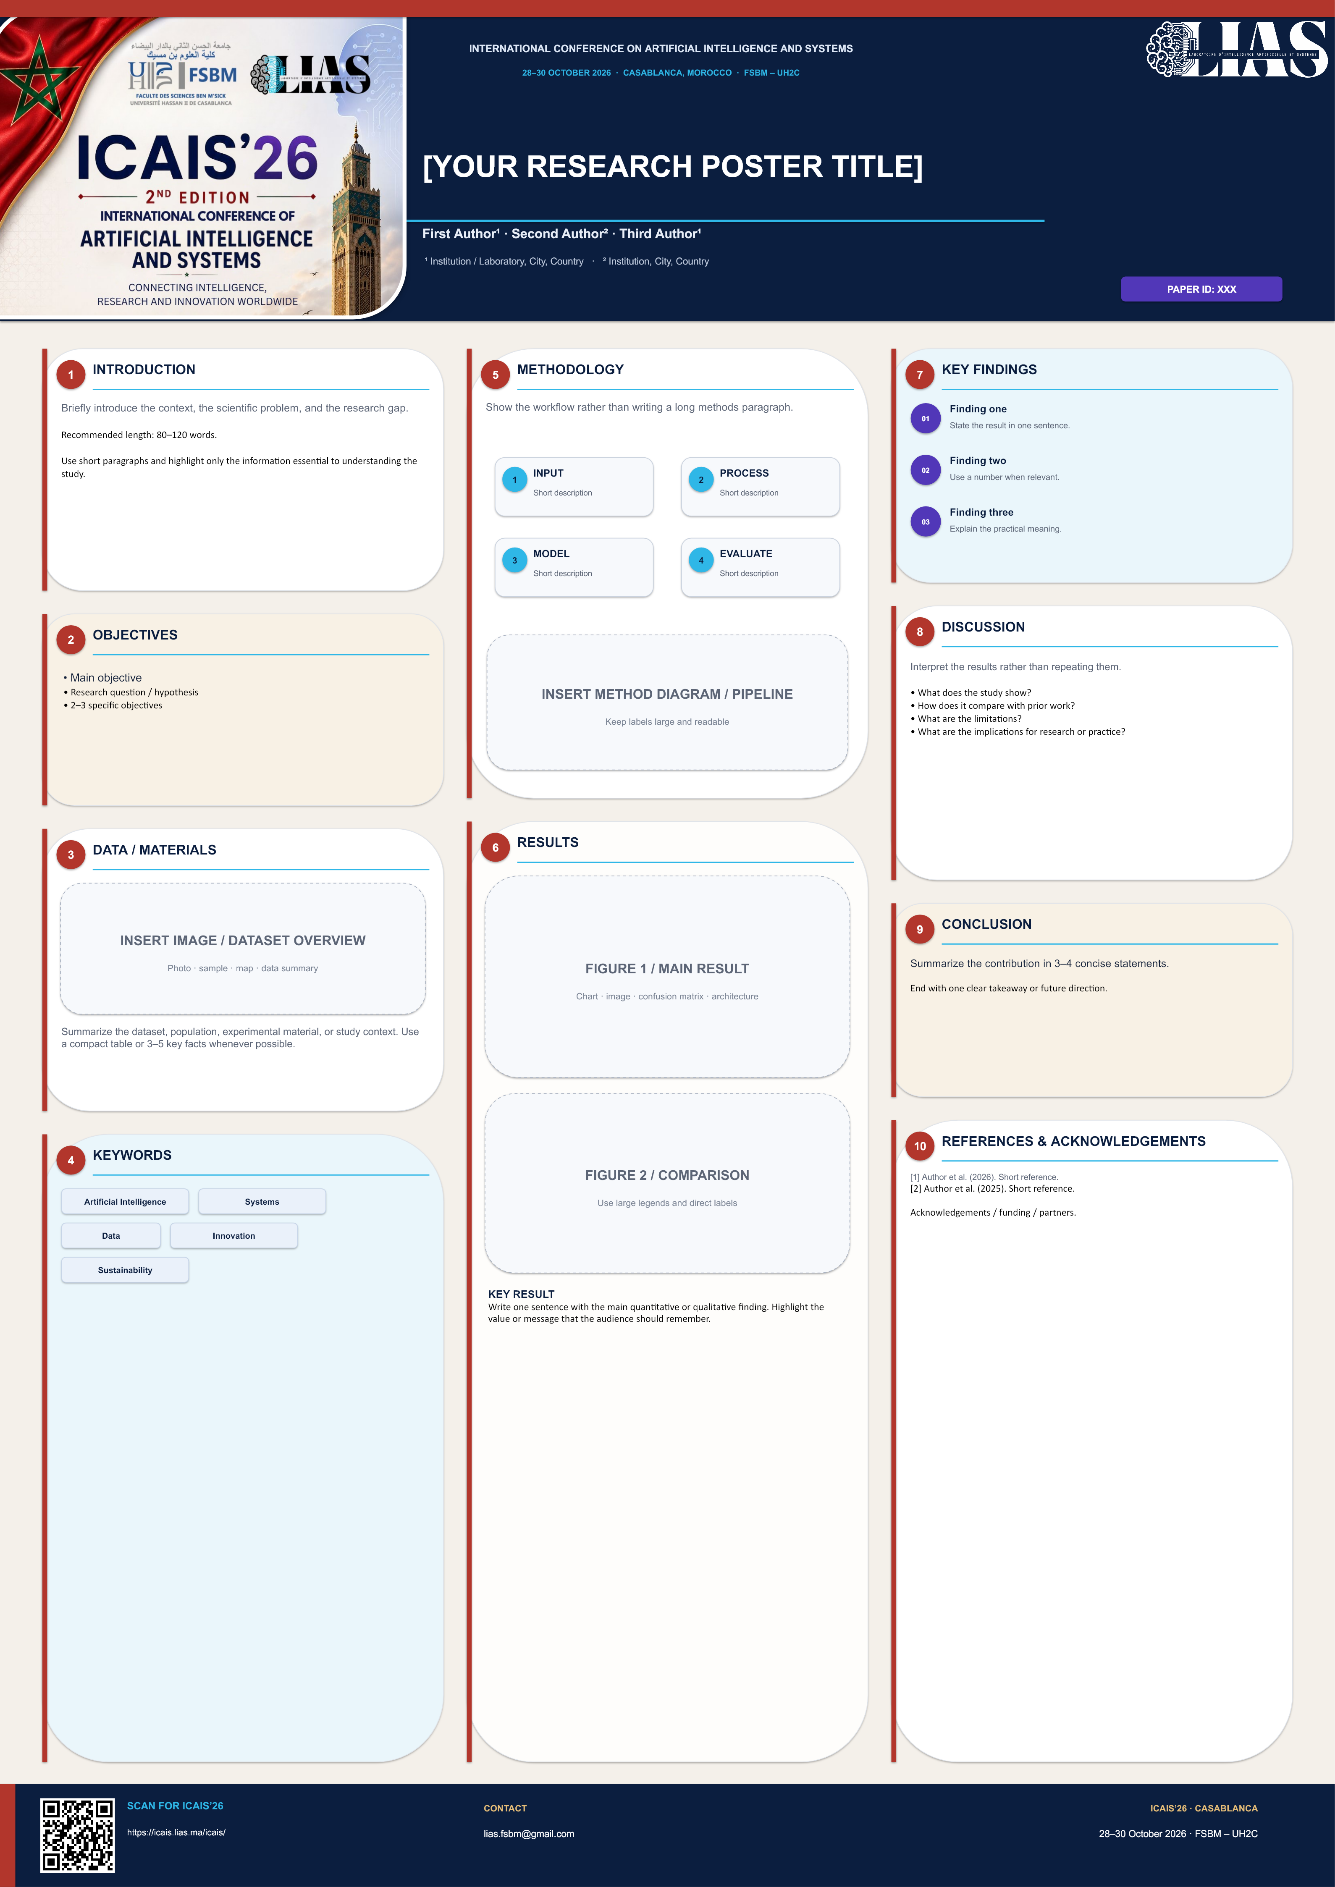 جامعة الحسن الثاني بالدار البيضاء
كلية العلوم بن مسيك
FSBM
FACULTÉ DES SCIENCES BEN M'SICK
UNIVERSITÉ HASSAN II DE CASABLANCA
LIAS
ICAIS'26
2ND EDITION
INTERNATIONAL CONFERENCE OF
ARTIFICIAL INTELLIGENCE
AND SYSTEMS
CONNECTING INTELLIGENCE,
RESEARCH AND INNOVATION WORLDWIDE
INTERNATIONAL CONFERENCE ON ARTIFICIAL INTELLIGENCE AND SYSTEMS
28–30 OCTOBER 2026 · CASABLANCA, MOROCCO · FSBM – UH2C
LIAS
[YOUR RESEARCH POSTER TITLE]
First Author¹ · Second Author² · Third Author¹
¹ Institution / Laboratory, City, Country · ² Institution, City, Country
PAPER ID: XXX
1 INTRODUCTION
Briefly introduce the context, the scientific problem, and the research gap.
Recommended length: 80–120 words.
Use short paragraphs and highlight only the information essential to understanding the
study.
2 OBJECTIVES
• Main objective
• Research question / hypothesis
• 2–3 specific objectives
3 DATA / MATERIALS
INSERT IMAGE / DATASET OVERVIEW
Photo · sample · map · data summary
Summarize the dataset, population, experimental material, or study context. Use
a compact table or 3–5 key facts whenever possible.
4 KEYWORDS
Artificial Intelligence
Systems
Data
Innovation
Sustainability
5 METHODOLOGY
Show the workflow rather than writing a long methods paragraph.
1 INPUT
Short description
2 PROCESS
Short description
3 MODEL
Short description
4 EVALUATE
Short description
INSERT METHOD DIAGRAM / PIPELINE
Keep labels large and readable
6 RESULTS
FIGURE 1 / MAIN RESULT
Chart · image · confusion matrix · architecture
FIGURE 2 / COMPARISON
Use large legends and direct labels
KEY RESULT
Write one sentence with the main quantitative or qualitative finding. Highlight the
value or message that the audience should remember.
7 KEY FINDINGS
01 Finding one
State the result in one sentence.
02 Finding two
Use a number when relevant.
03 Finding three
Explain the practical meaning.
8 DISCUSSION
Interpret the results rather than repeating them.
• What does the study show?
• How does it compare with prior work?
• What are the limitations?
• What are the implications for research or practice?
9 CONCLUSION
Summarize the contribution in 3–4 concise statements.
End with one clear takeaway or future direction.
10 REFERENCES & ACKNOWLEDGEMENTS
[1] Author et al. (2026). Short reference.
[2] Author et al. (2025). Short reference.
Acknowledgements / funding / partners.
SCAN FOR ICAIS'26
https://icais.lias.ma/icais/
CONTACT
lias.fsbm@gmail.com
ICAIS'26 · CASABLANCA
28–30 October 2026 · FSBM – UH2C